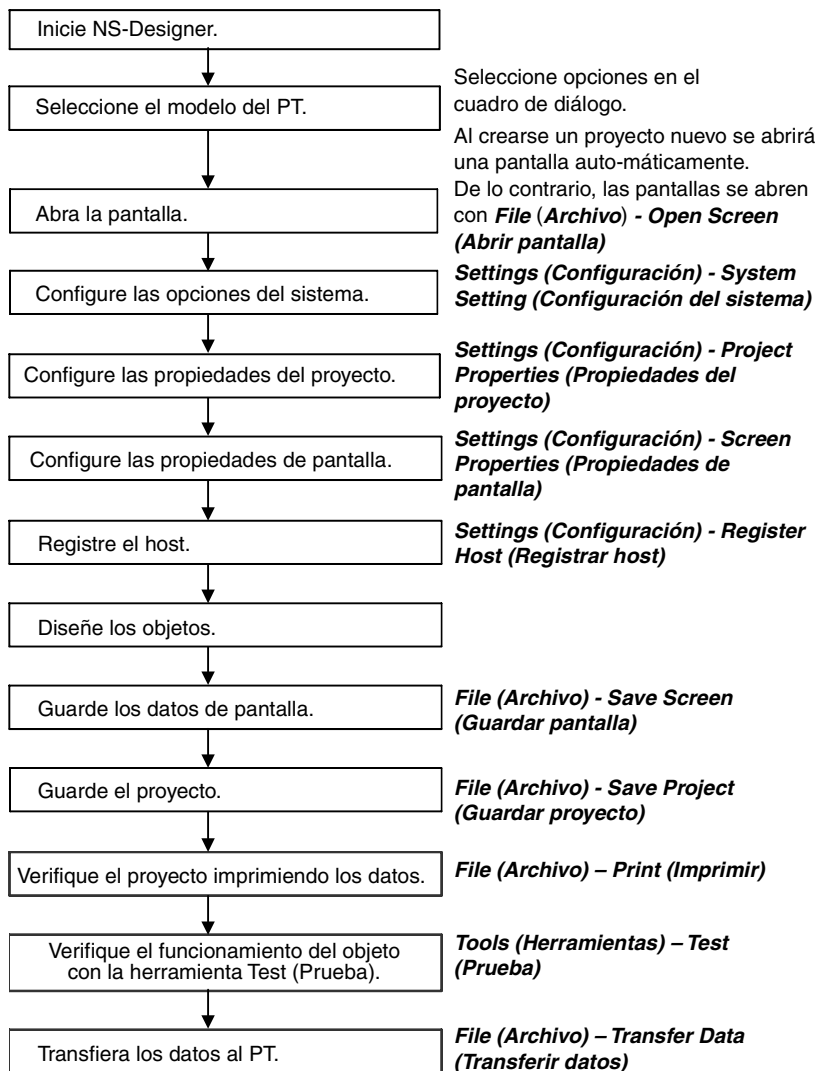 Inicie NS-Designer.
Seleccione el modelo del PT.
Seleccione opciones en el
cuadro de diálogo.
Al crearse un proyecto nuevo se abrirá
una pantalla auto-máticamente.
De lo contrario, las pantallas se abren
con File (Archivo) - Open Screen
(Abrir pantalla)
Abra la pantalla.
Configure las opciones del sistema.
Settings (Configuración) - System
Setting (Configuración del sistema)
Configure las propiedades del proyecto.
Settings (Configuración) - Project
Properties (Propiedades del
proyecto)
Configure las propiedades de pantalla.
Settings (Configuración) - Screen
Properties (Propiedades de
pantalla)
Registre el host.
Settings (Configuración) - Register
Host (Registrar host)
Diseñe los objetos.
Guarde los datos de pantalla.
File (Archivo) - Save Screen
(Guardar pantalla)
Guarde el proyecto.
File (Archivo) - Save Project
(Guardar proyecto)
Verifique el proyecto imprimiendo los datos.
File (Archivo) – Print (Imprimir)
Verifique el funcionamiento del objeto
con la herramienta Test (Prueba).
Tools (Herramientas) – Test
(Prueba)
Transfiera los datos al PT.
File (Archivo) – Transfer Data
(Transferir datos)